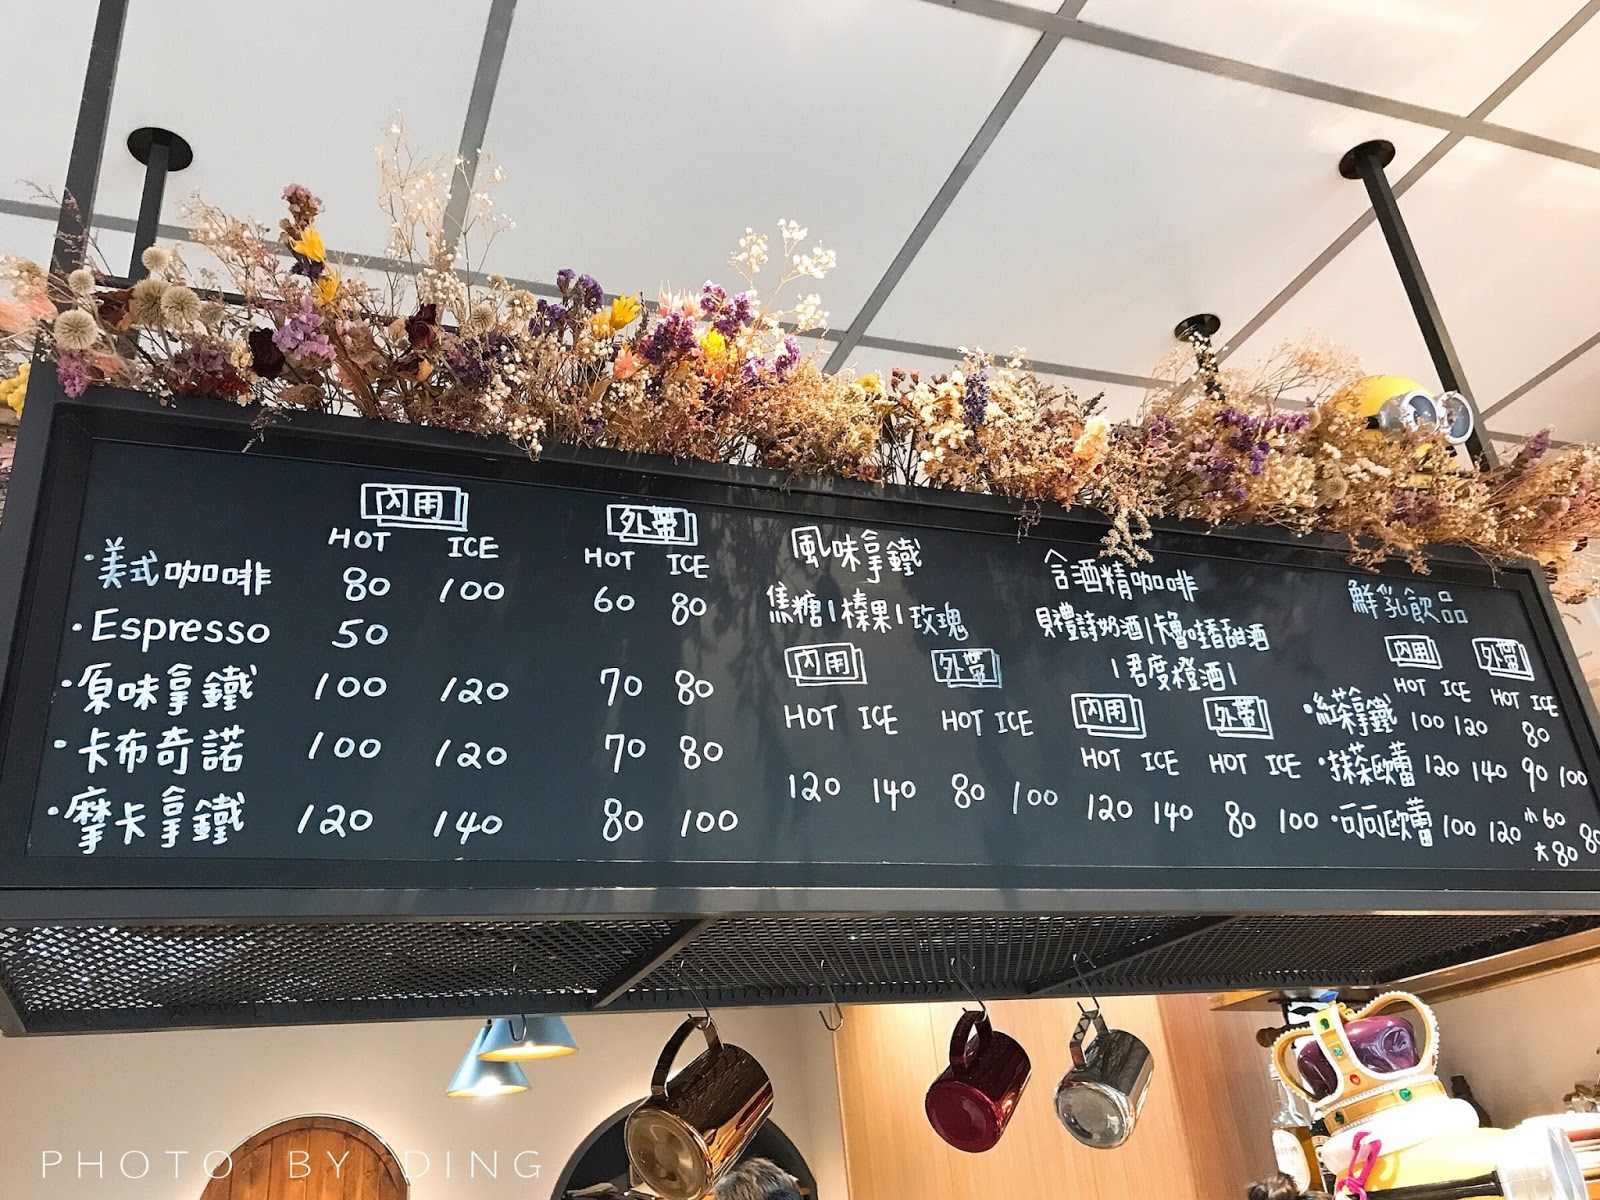 內用 外帶
HOT ICE HOT ICE
·美式咖啡 80 100 60 80
·Espresso 50
·原味拿鐵 100 120 70 80
·卡布奇諾 100 120 70 80
·摩卡拿鐵 120 140 80 100
風味拿鐵
焦糖|榛果|玫瑰
內用 外帶
HOT ICE HOT ICE
120 140 80 100
含酒精咖啡
貝禮詩奶酒|卡魯哇香甜酒
|君度橙酒|
內用 外帶
HOT ICE HOT ICE
120 140 80 100
鮮乳飲品
內用 外帶
HOT ICE HOT ICE
·紅茶拿鐵 100 120 80
·抹茶歐蕾 120 140 90 100
·可可歐蕾 100 120 小60 80
大80
PHOTO BY DING